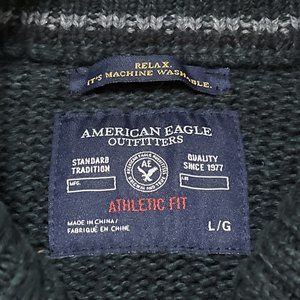 RELAX.
IT'S MACHINE WASHABLE.
AMERICAN EAGLE
OUTFITTERS
STANDARD
TRADITION
AE
QUALITY
SINCE 1977
MFG.
ATHLETIC FIT
MADE IN CHINA/
FABRIQUÉ EN CHINE
L/G